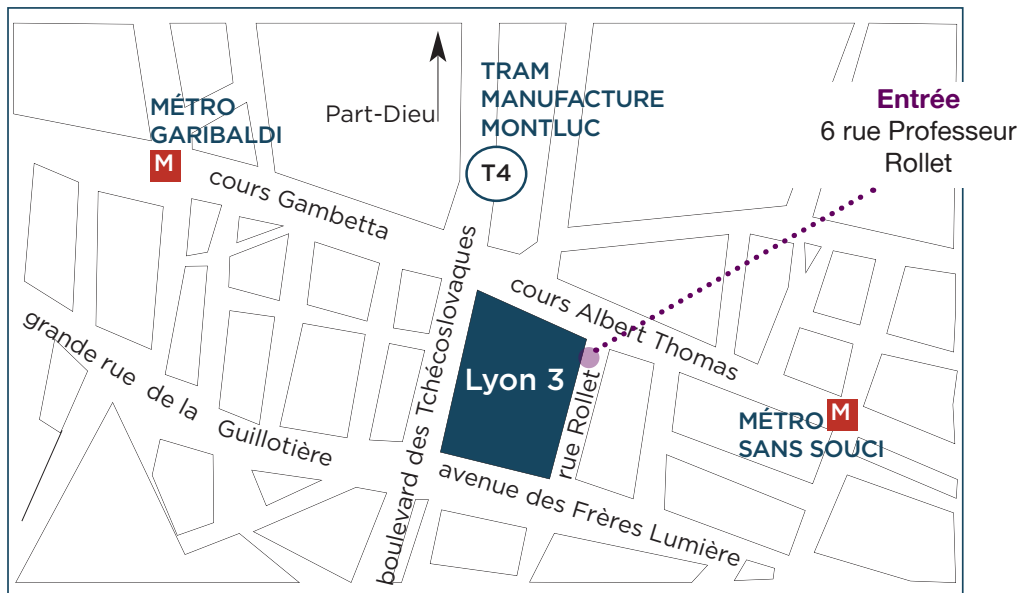 MÉTRO
GARIBALDI
M
Part-Dieu
TRAM
MANUFACTURE
MONTLUC
T4
Entrée
6 rue Professeur
Rollet
cours Gambetta
boulevard des Tchécoslovaques
cours Albert Thomas
grande rue de la Guillotière
Lyon 3
rue Rollet
MÉTRO
SANS SOUCI
M
avenue des Frères Lumière